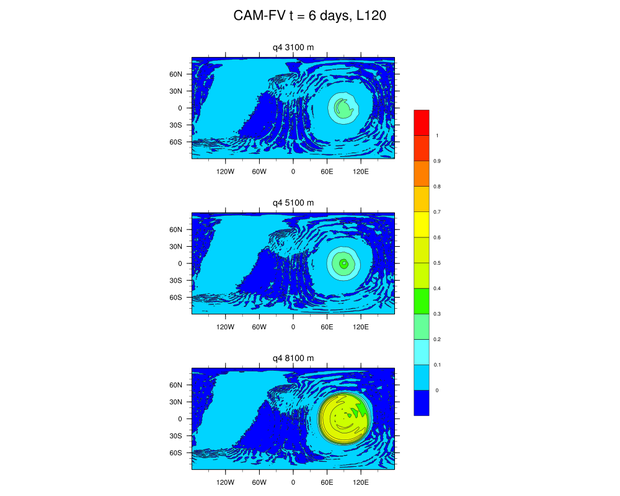 CAM-FV t = 6 days, L120
q4 3100 m
60N
30N
0
30S
60S
120W 60W 0 60E 120E
q4 5100 m
60N
30N
0
30S
60S
120W 60W 0 60E 120E
q4 8100 m
60N
30N
0
30S
60S
120W 60W 0 60E 120E
1
0.9
0.8
0.7
0.6
0.5
0.4
0.3
0.2
0.1
0